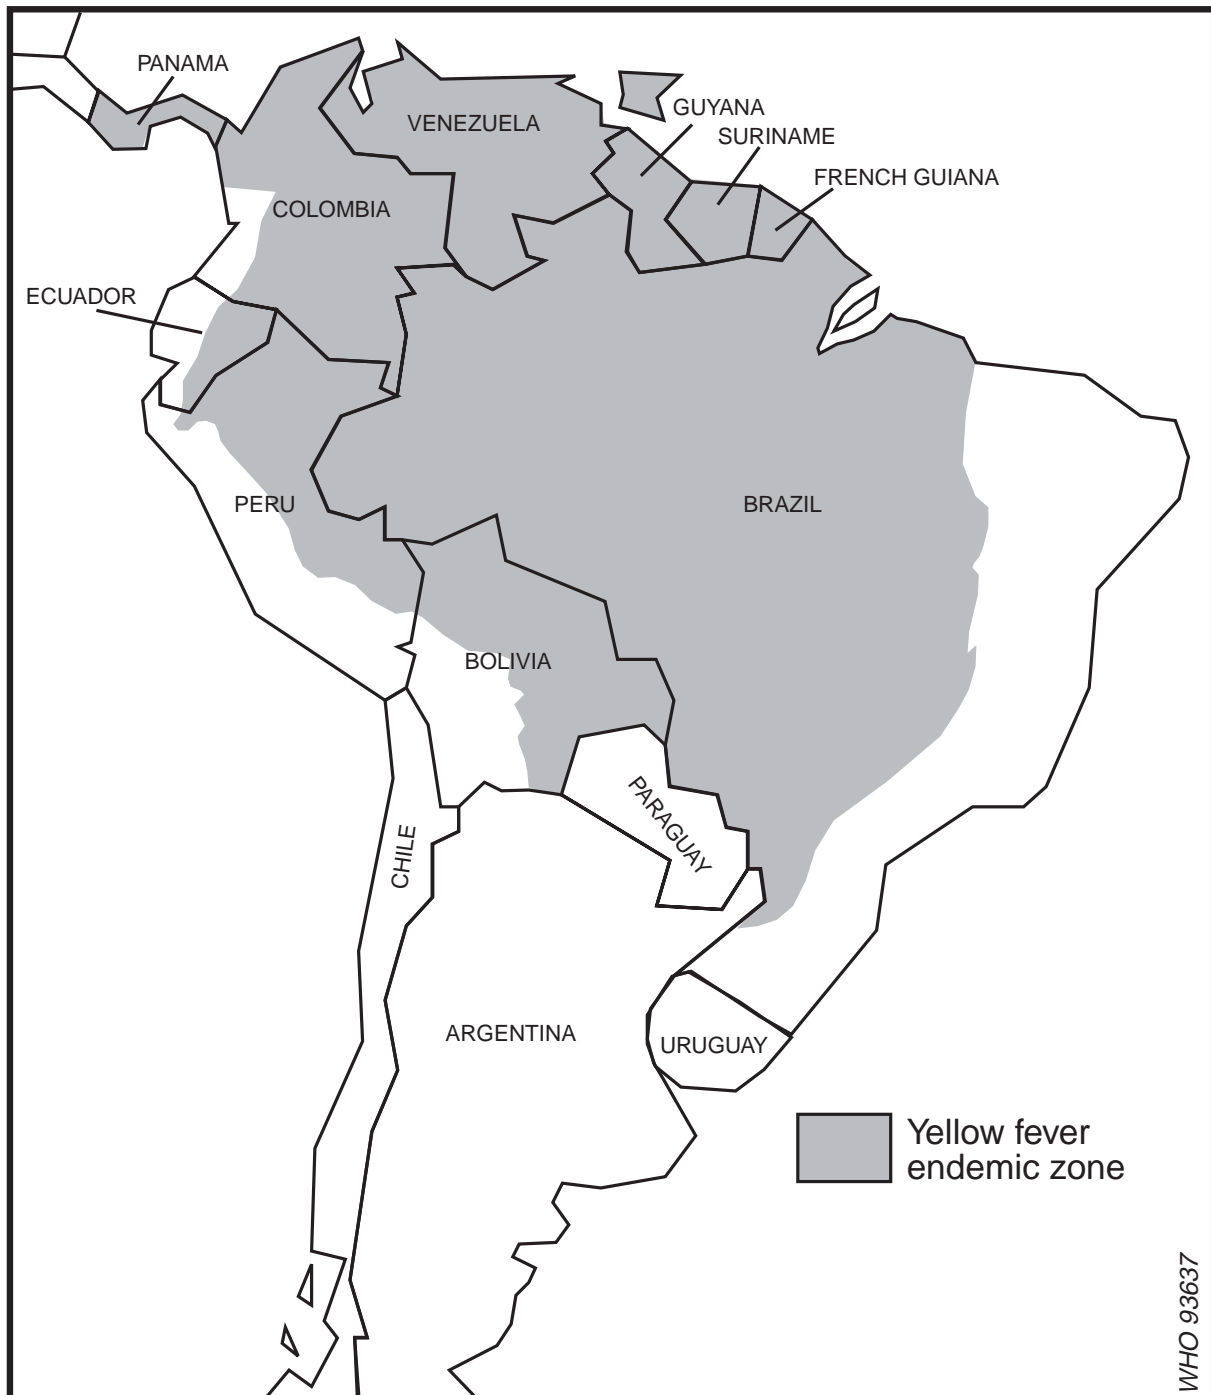 PANAMA
VENEZUELA
GUYANA
SURINAME
FRENCH GUIANA
COLOMBIA
ECUADOR
PERU
BRAZIL
BOLIVIA
PARAGUAY
CHILE
ARGENTINA
URUGUAY
Yellow fever
endemic zone
WHO 93637